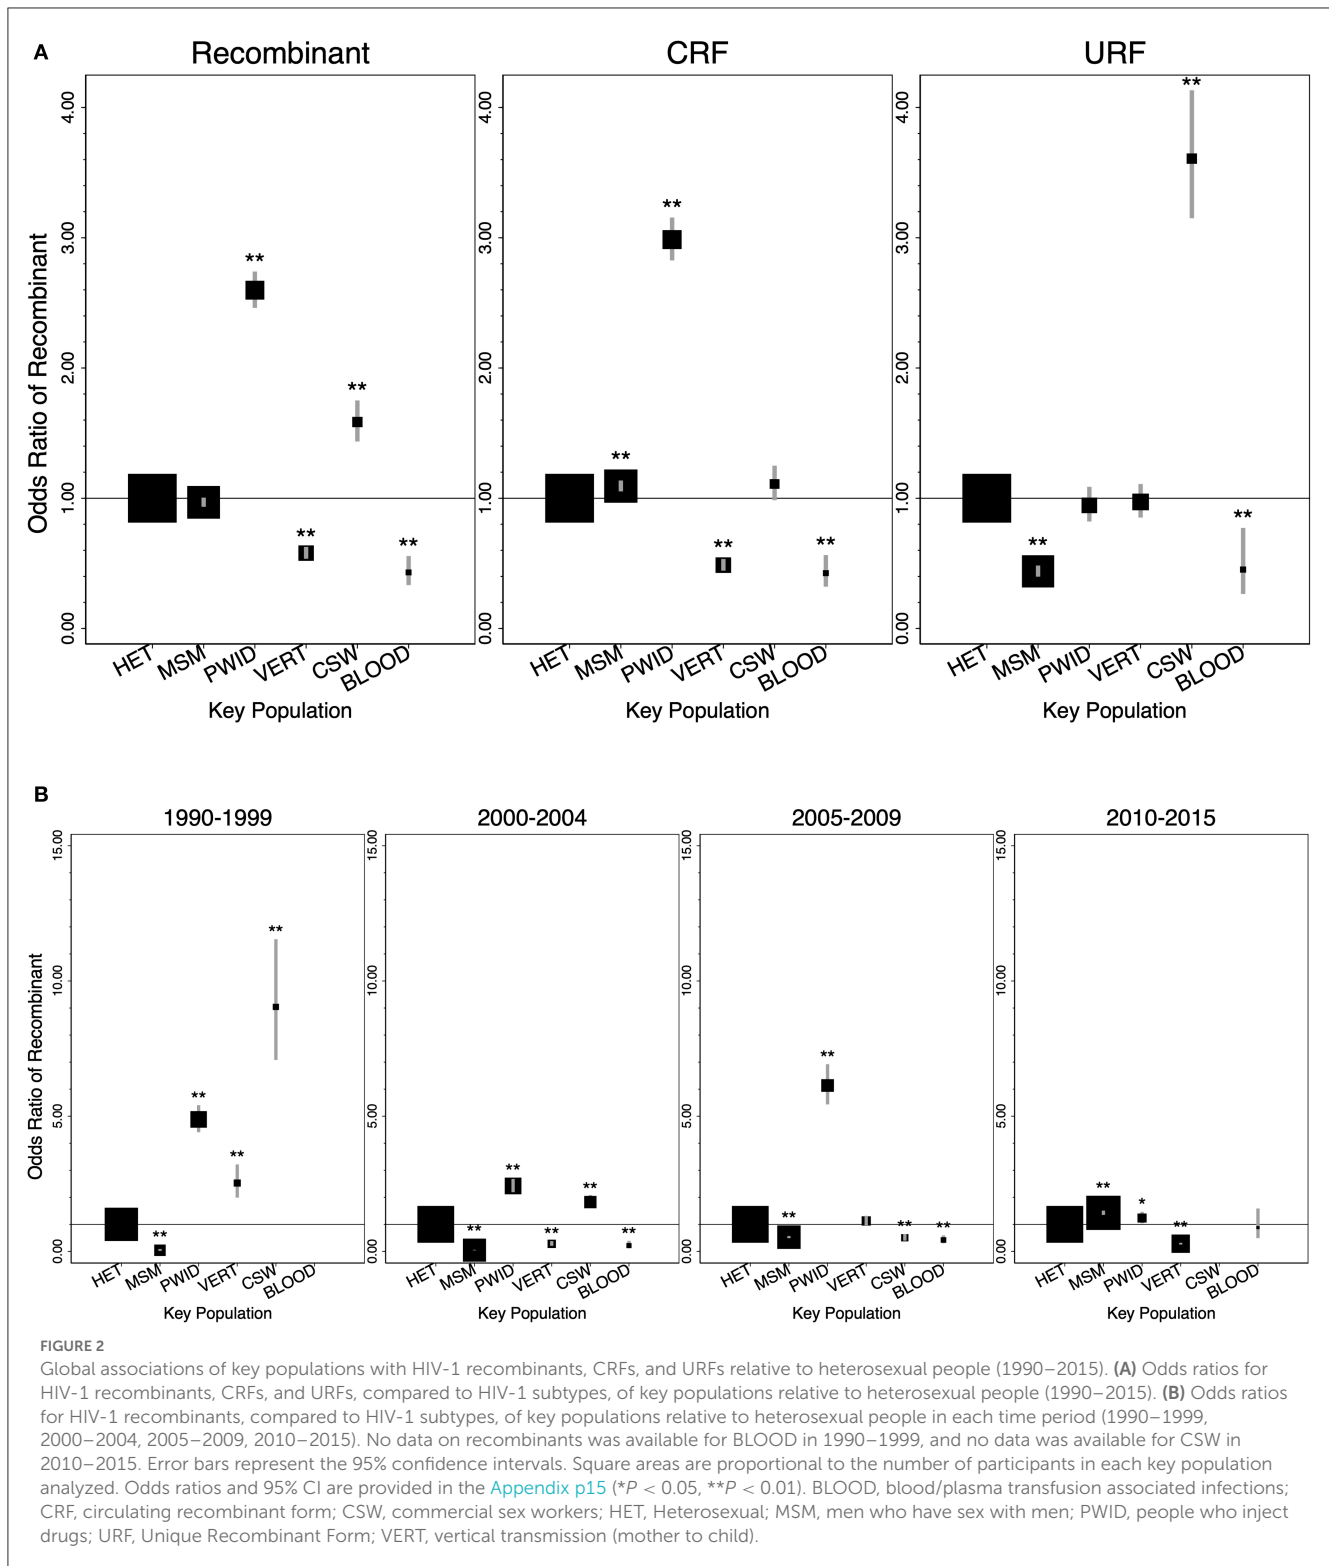 A
Recombinant
CRF
URF
Odds Ratio of Recombinant
4.00
3.00
2.00
1.00
0.00
**
**
**
**
HET
MSM
PWID
VERT
CSW
BLOOD
Key Population
4.00
3.00
2.00
1.00
0.00
**
**
**
**
HET
MSM
PWID
VERT
CSW
BLOOD
Key Population
4.00
3.00
2.00
1.00
0.00
**
**
**
HET
MSM
PWID
VERT
CSW
BLOOD
Key Population
B
1990-1999
2000-2004
2005-2009
2010-2015
Odds Ratio of Recombinant
15.00
10.00
5.00
0.00
**
**
**
**
HET
MSM
PWID
VERT
CSW
BLOOD
Key Population
15.00
10.00
5.00
0.00
**
**
**
**
**
HET
MSM
PWID
VERT
CSW
BLOOD
Key Population
15.00
10.00
5.00
0.00
**
**
**
**
HET
MSM
PWID
VERT
CSW
BLOOD
Key Population
15.00
10.00
5.00
0.00
**
*
**
HET
MSM
PWID
VERT
CSW
BLOOD
Key Population
FIGURE 2
Global associations of key populations with HIV-1 recombinants, CRFs, and URFs relative to heterosexual people (1990–2015). (A) Odds ratios for
HIV-1 recombinants, CRFs, and URFs, compared to HIV-1 subtypes, of key populations relative to heterosexual people (1990–2015). (B) Odds ratios
for HIV-1 recombinants, compared to HIV-1 subtypes, of key populations relative to heterosexual people in each time period (1990–1999,
2000–2004, 2005–2009, 2010–2015). No data on recombinants was available for BLOOD in 1990–1999, and no data was available for CSW in
2010–2015. Error bars represent the 95% confidence intervals. Square areas are proportional to the number of participants in each key population
analyzed. Odds ratios and 95% CI are provided in the Appendix p15 (*P < 0.05, **P < 0.01). BLOOD, blood/plasma transfusion associated infections;
CRF, circulating recombinant form; CSW, commercial sex workers; HET, Heterosexual; MSM, men who have sex with men; PWID, people who inject
drugs; URF, Unique Recombinant Form; VERT, vertical transmission (mother to child).